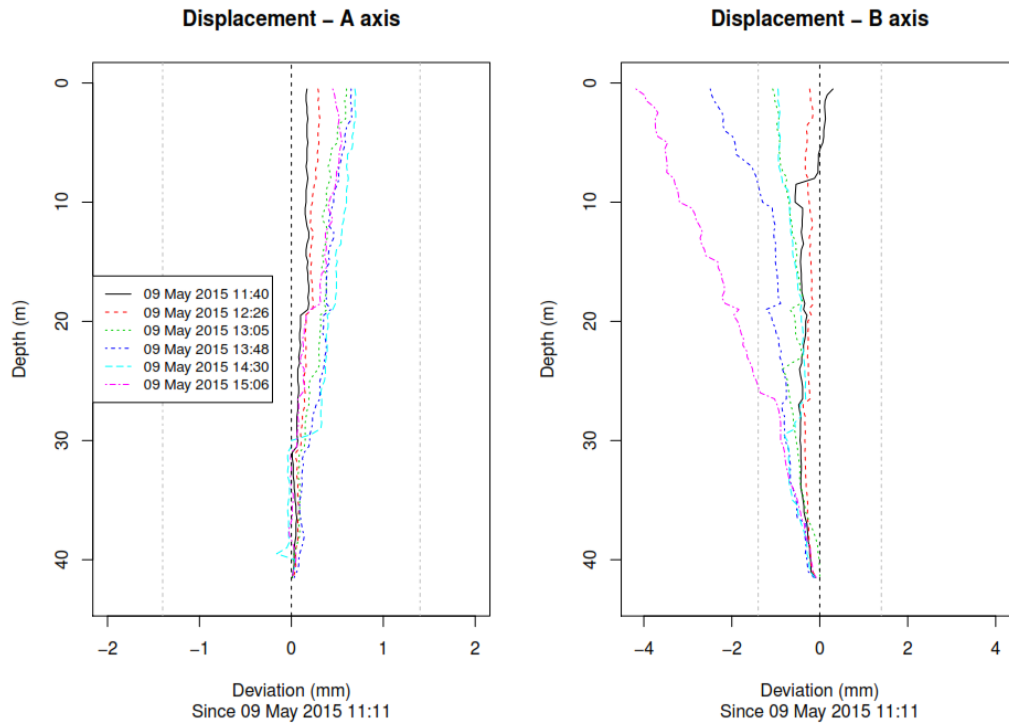 Displacement − A axis
0
10
20
30
40
Depth (m)
09 May 2015 11:40
09 May 2015 12:26
09 May 2015 13:05
09 May 2015 13:48
09 May 2015 14:30
09 May 2015 15:06
−2
−1
0
1
2
Deviation (mm)
Since 09 May 2015 11:11
Displacement − B axis
0
10
20
30
40
Depth (m)
−4
−2
0
2
4
Deviation (mm)
Since 09 May 2015 11:11